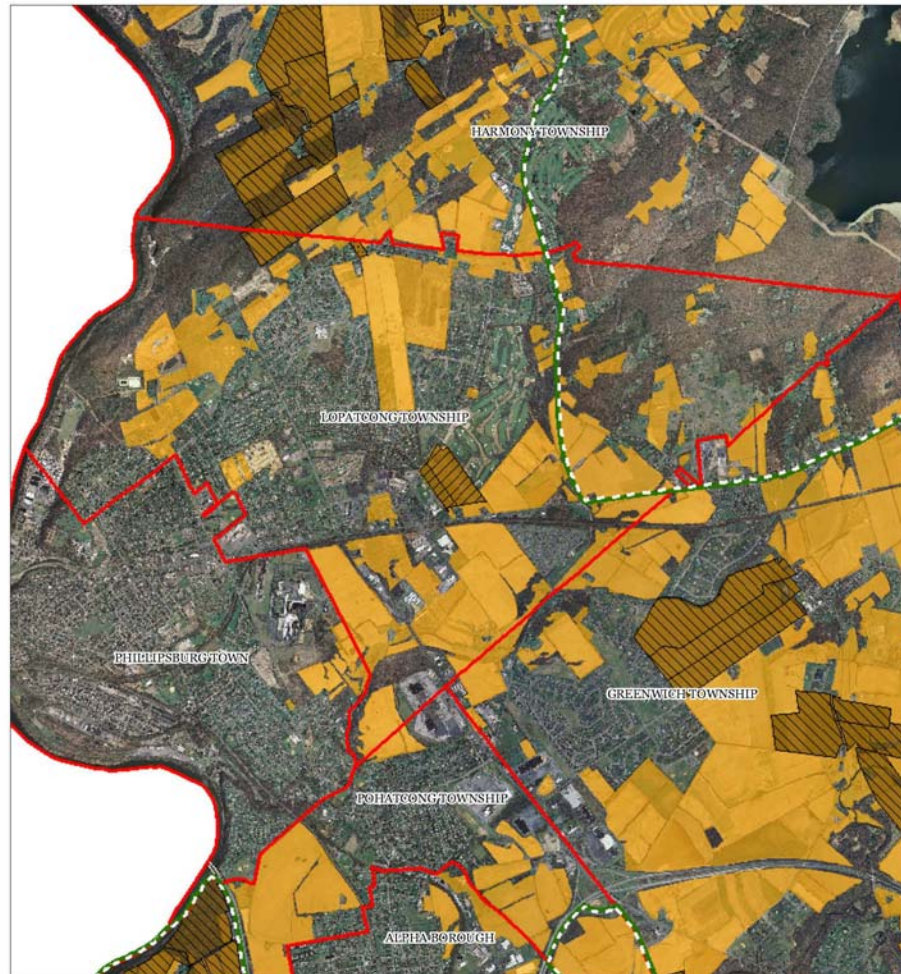 HARMONY TOWNSHIP
LOPATCONG TOWNSHIP
PHILLIPSBURG TOWN
GREENWICH TOWNSHIP
POHATCONG TOWNSHIP
ALPHA BOROUGH